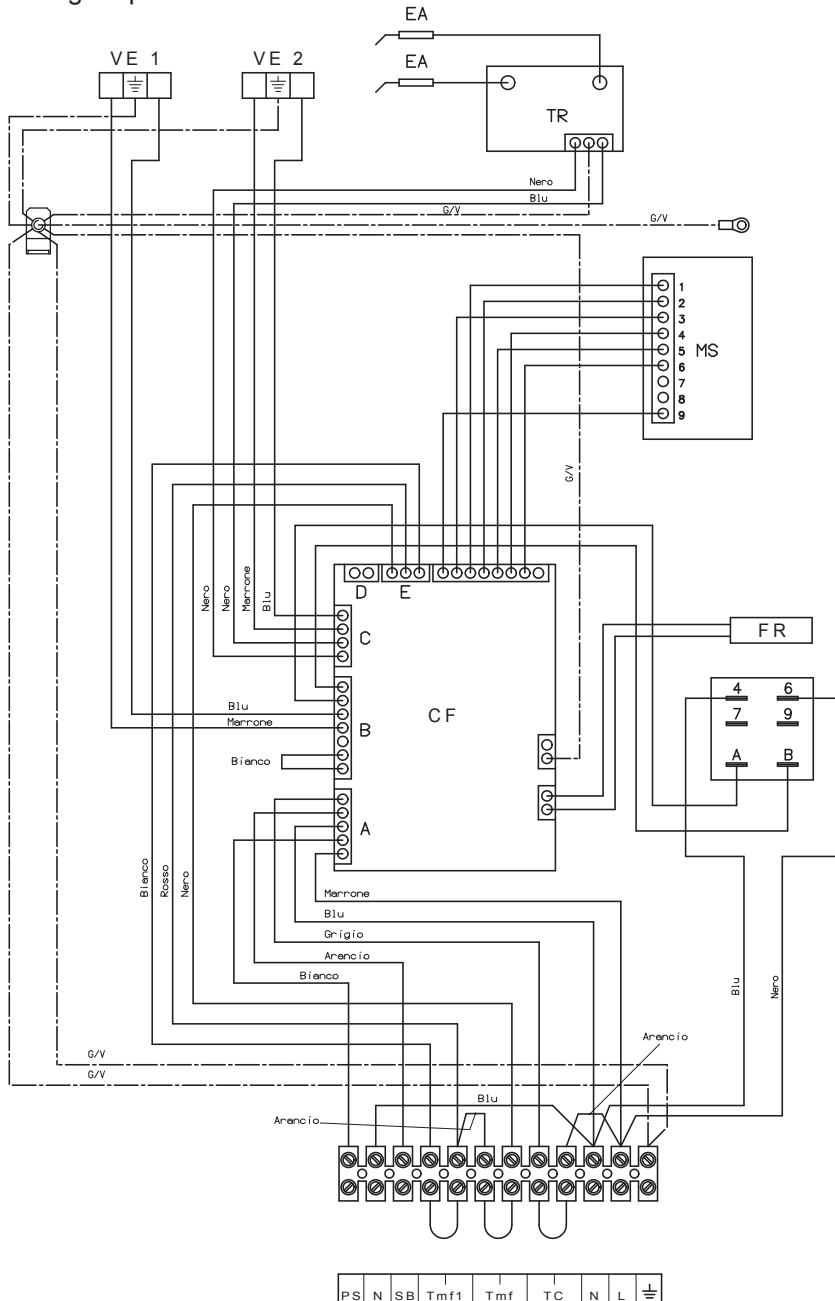 EA
EA
VE 1
VE 2
TR
Nero
Blu
G/V
G/V
1
2
3
4
5
6
7
8
9
MS
G/V
D
E
Nero
Nero
Marrone
Blu
C
FR
CF
4
6
7
9
A
B
Blu
Marrone
B
Bianco
A
Bianco
Rosso
Nero
Marrone
Blu
Grigio
Arancio
Bianco
Blu
Nero
Arancio
G/V
G/V
Blu
Arancio
PS N SB Tmf1 Tmf TC N L